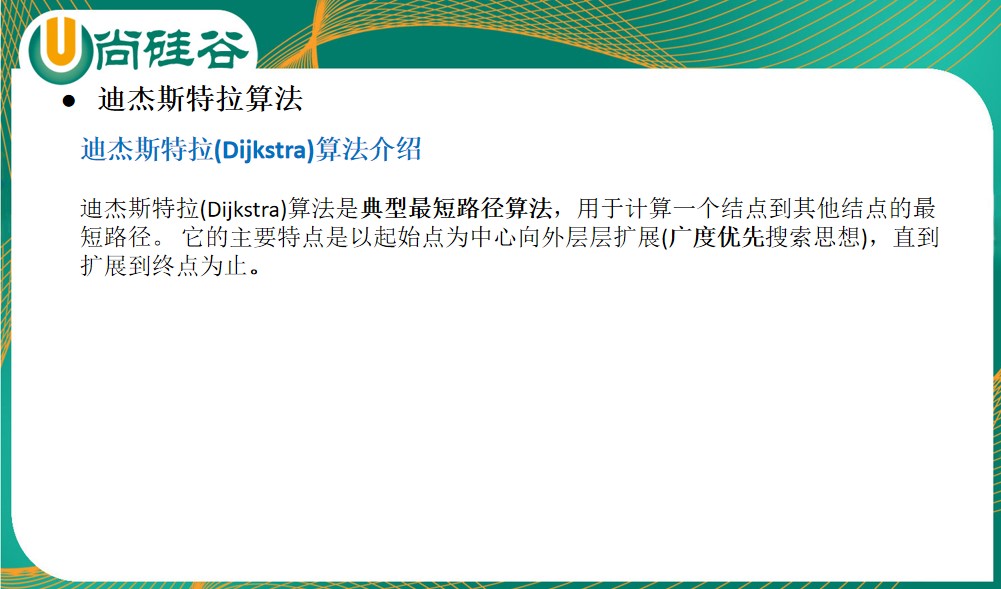 尚硅谷
● 迪杰斯特拉算法
迪杰斯特拉(Dijkstra)算法介绍
迪杰斯特拉(Dijkstra)算法是典型最短路径算法，用于计算一个结点到其他结点的最
短路径。 它的主要特点是以起始点为中心向外层层扩展(广度优先搜索思想)，直到
扩展到终点为止。